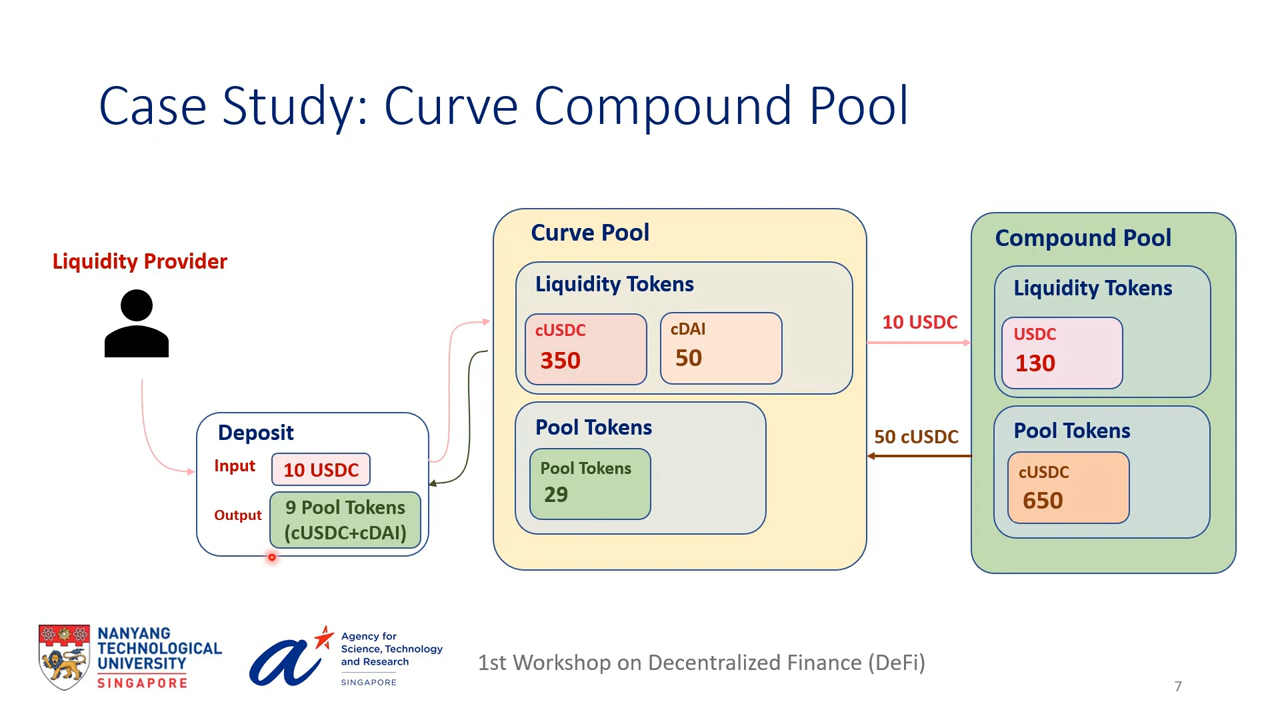 Case Study: Curve Compound Pool
Liquidity Provider
Deposit
Input
10 USDC
Output
9 Pool Tokens
(cUSDC+cDAI)
Curve Pool
Liquidity Tokens
cUSDC
350
cDAI
50
Pool Tokens
Pool Tokens
29
10 USDC
50 cUSDC
Compound Pool
Liquidity Tokens
USDC
130
Pool Tokens
cUSDC
650
NANYANG
TECHNOLOGICAL
UNIVERSITY
SINGAPORE
a
Agency for
Science, Technology
and Research
SINGAPORE
1st Workshop on Decentralized Finance (DeFi)
7